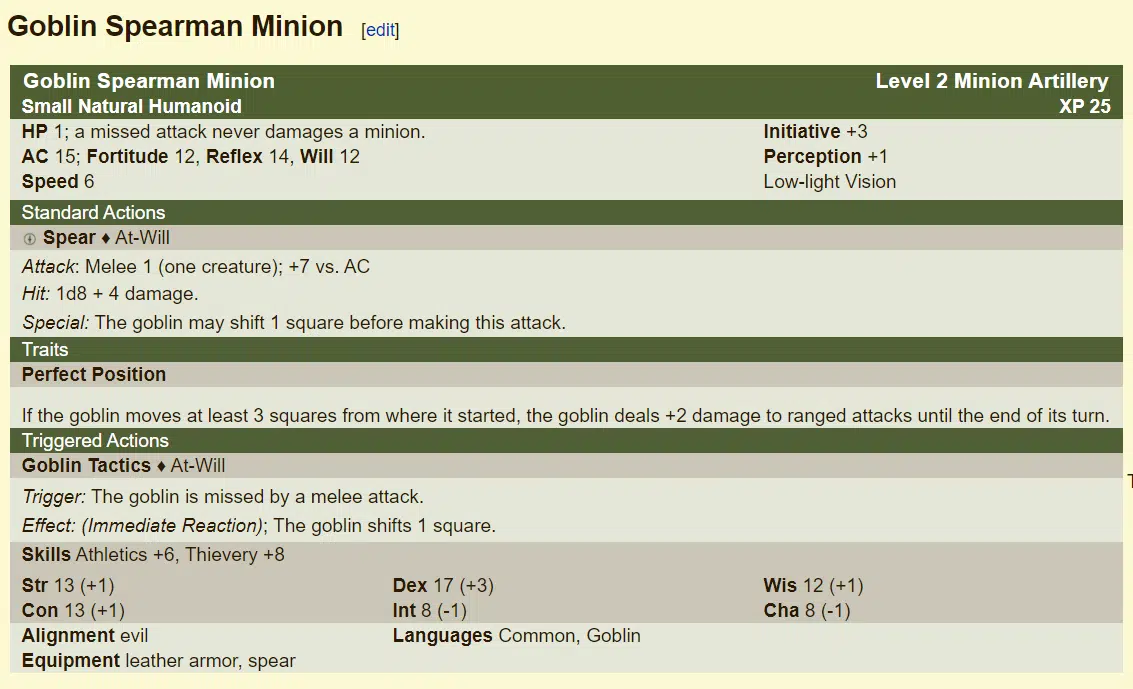 Goblin Spearman Minion [edit]
Goblin Spearman Minion Level 2 Minion Artillery
Small Natural Humanoid XP 25
HP 1; a missed attack never damages a minion. Initiative +3
AC 15; Fortitude 12, Reflex 14, Will 12 Perception +1
Speed 6 Low-light Vision
Standard Actions
Spear ♦ At-Will
Attack: Melee 1 (one creature); +7 vs. AC
Hit: 1d8 + 4 damage.
Special: The goblin may shift 1 square before making this attack.
Traits
Perfect Position
If the goblin moves at least 3 squares from where it started, the goblin deals +2 damage to ranged attacks until the end of its turn.
Triggered Actions
Goblin Tactics ♦ At-Will
Trigger: The goblin is missed by a melee attack.
Effect: (Immediate Reaction); The goblin shifts 1 square.
Skills Athletics +6, Thievery +8
Str 13 (+1) Dex 17 (+3) Wis 12 (+1)
Con 13 (+1) Int 8 (-1) Cha 8 (-1)
Alignment evil Languages Common, Goblin
Equipment leather armor, spear